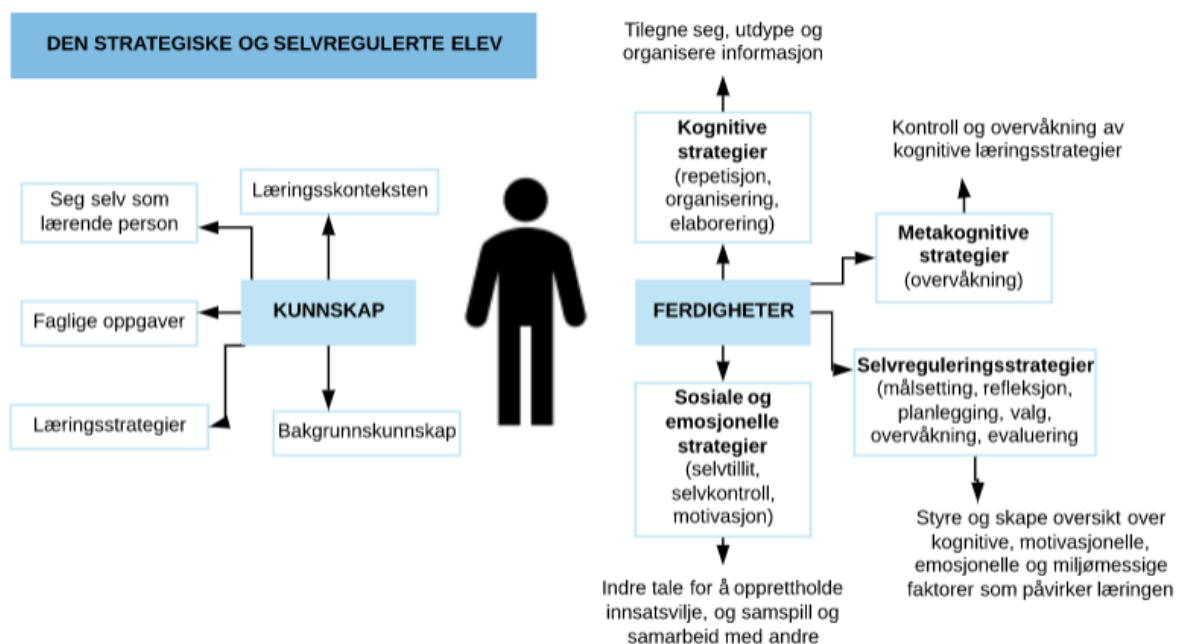 DEN STRATEGISKE OG SELVREGULERTE ELEV
Seg selv som
lærende person
Læringsskonteksten
Faglige oppgaver
KUNNSKAP
Læringsstrategier
Bakgrunnskunnskap
Tilegne seg, utdype og
organisere informasjon
Kognitive
strategier
(repetisjon,
organisering,
elaborering)
Kontroll og overvåkning av
kognitive læringsstrategier
Metakognitive
strategier
(overvåkning)
FERDIGHETER
Selvreguleringsstrategier
(målsetting, refleksjon,
planlegging, valg,
overvåkning, evaluering
Sosiale og
emosjonelle
strategier
(selvtillit,
selvkontroll,
motivasjon)
Styre og skape oversikt over
kognitive, motivasjonelle,
emosjonelle og miljømessige
faktorer som påvirker læringen
Indre tale for å opprettholde
innsatsvilje, og samspill og
samarbeid med andre